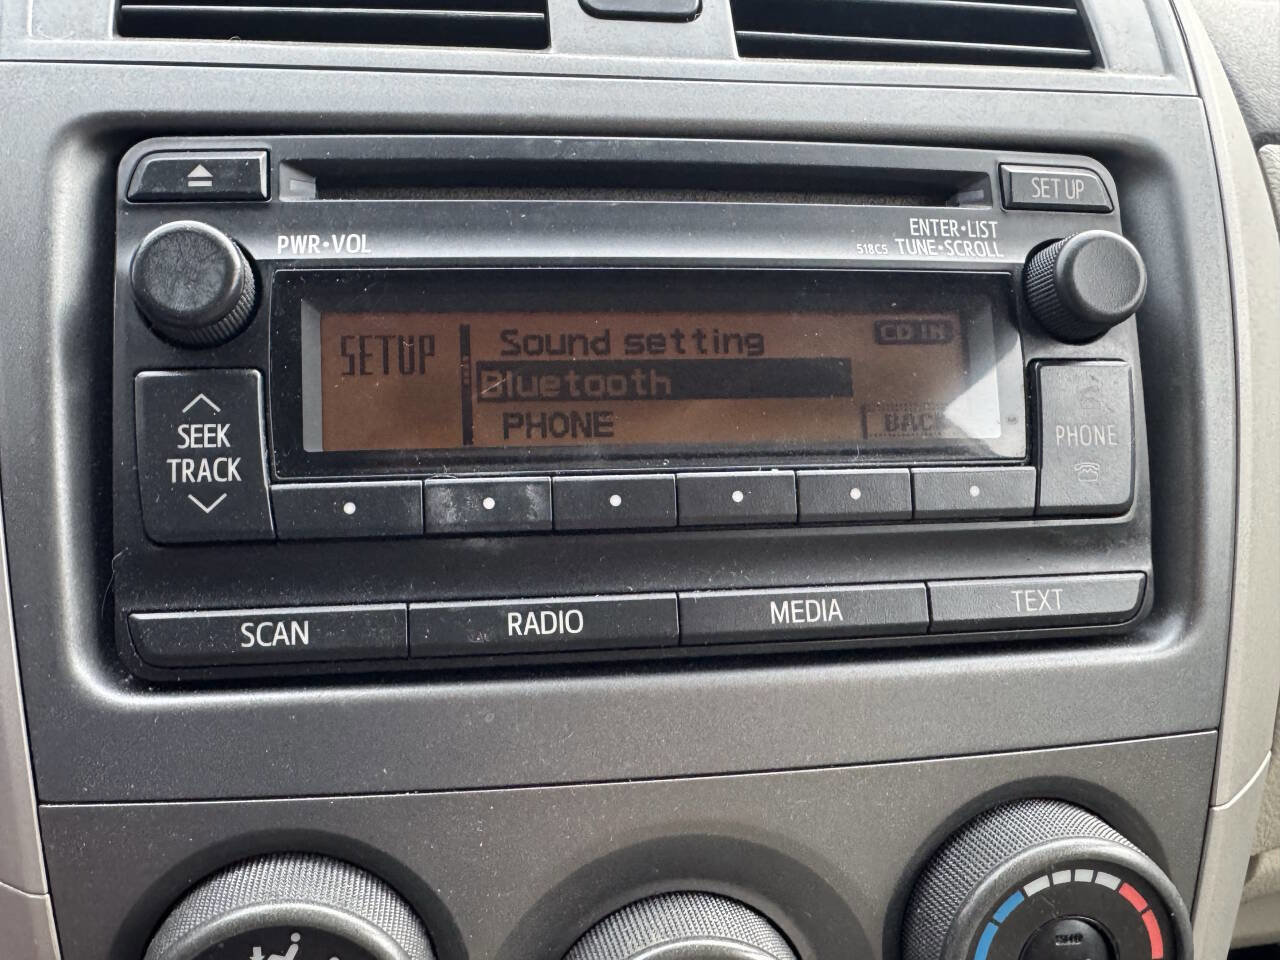 SET UP
PWR•VOL
ENTER•LIST
518C5 TUNE•SCROLL
SETUP
Sound setting
CD IN
Bluetooth
PHONE
SEEK
TRACK
PHONE
SCAN
RADIO
MEDIA
TEXT